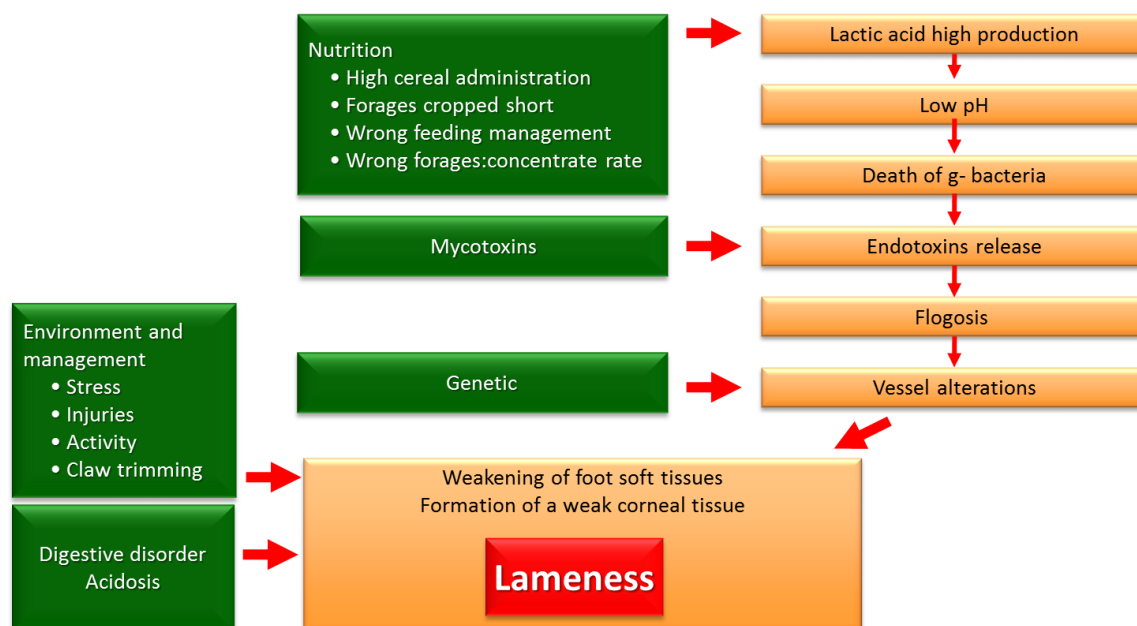 Nutrition
• High cereal administration
• Forages cropped short
• Wrong feeding management
• Wrong forages:concentrate rate
Lactic acid high production
Low pH
Death of g- bacteria
Mycotoxins
Endotoxins release
Flogosis
Genetic
Vessel alterations
Environment and
management
• Stress
• Injuries
• Activity
• Claw trimming
Digestive disorder
Acidosis
Weakening of foot soft tissues
Formation of a weak corneal tissue
Lameness